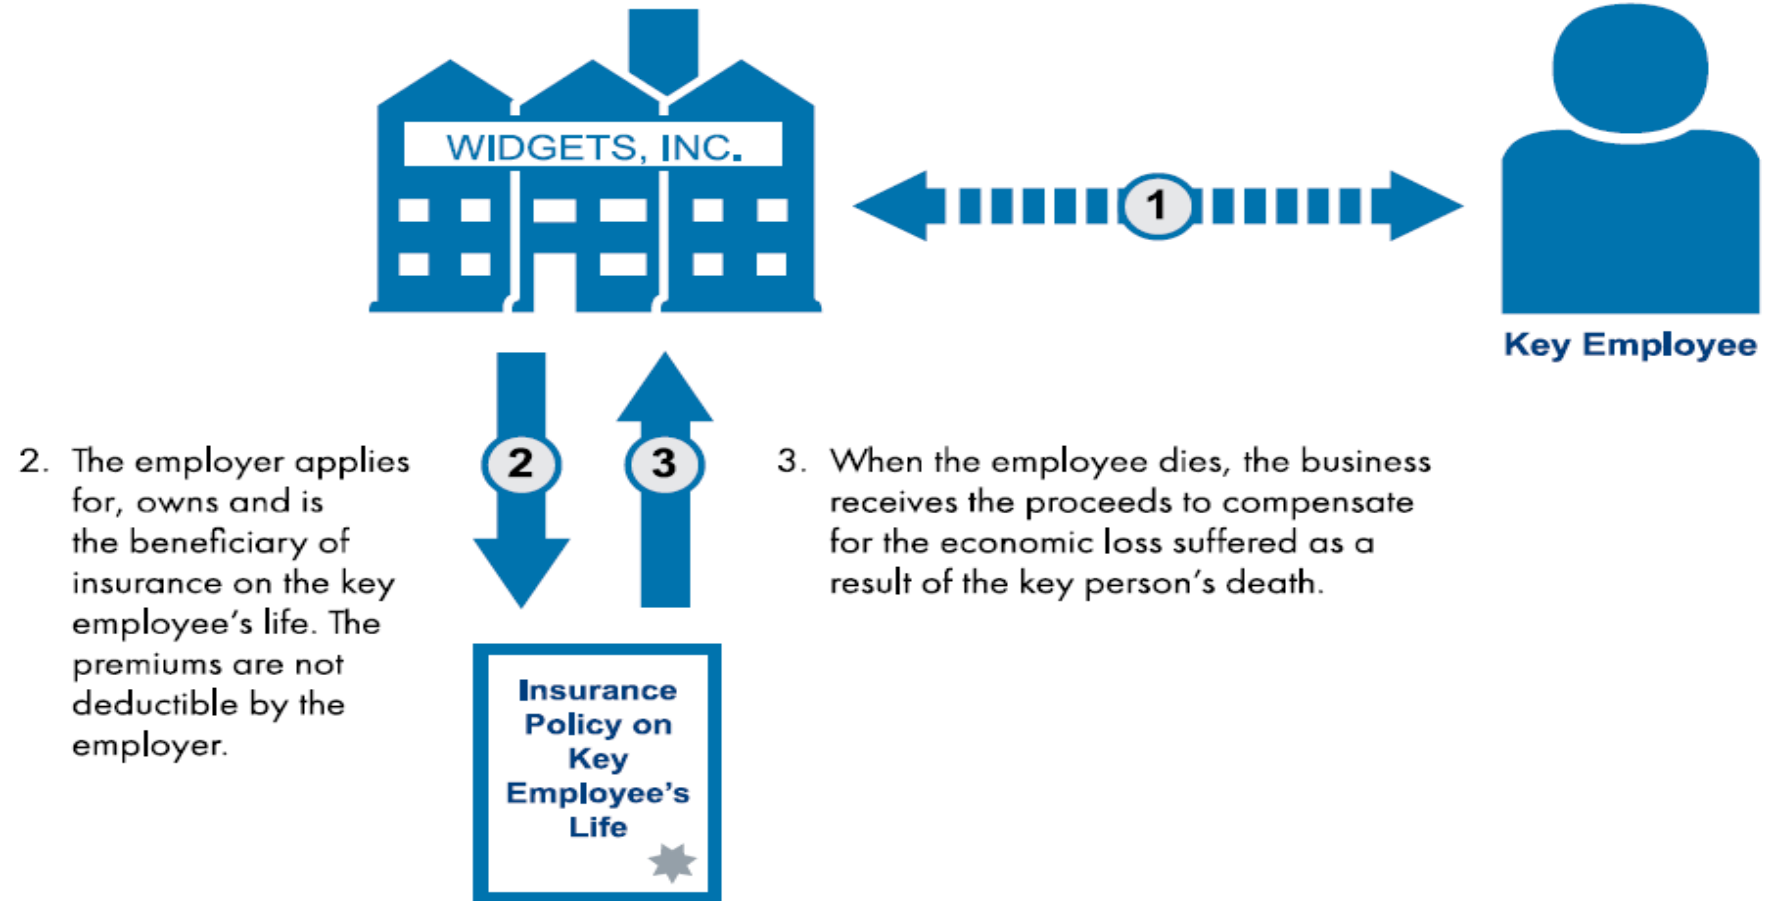 WIDGETS, INC.
1
Key Employee
2
3
2. The employer applies
for, owns and is
the beneficiary of
insurance on the key
employee's life. The
premiums are not
deductible by the
employer.
3. When the employee dies, the business
receives the proceeds to compensate
for the economic loss suffered as a
result of the key person's death.
Insurance
Policy on
Key
Employee's
Life